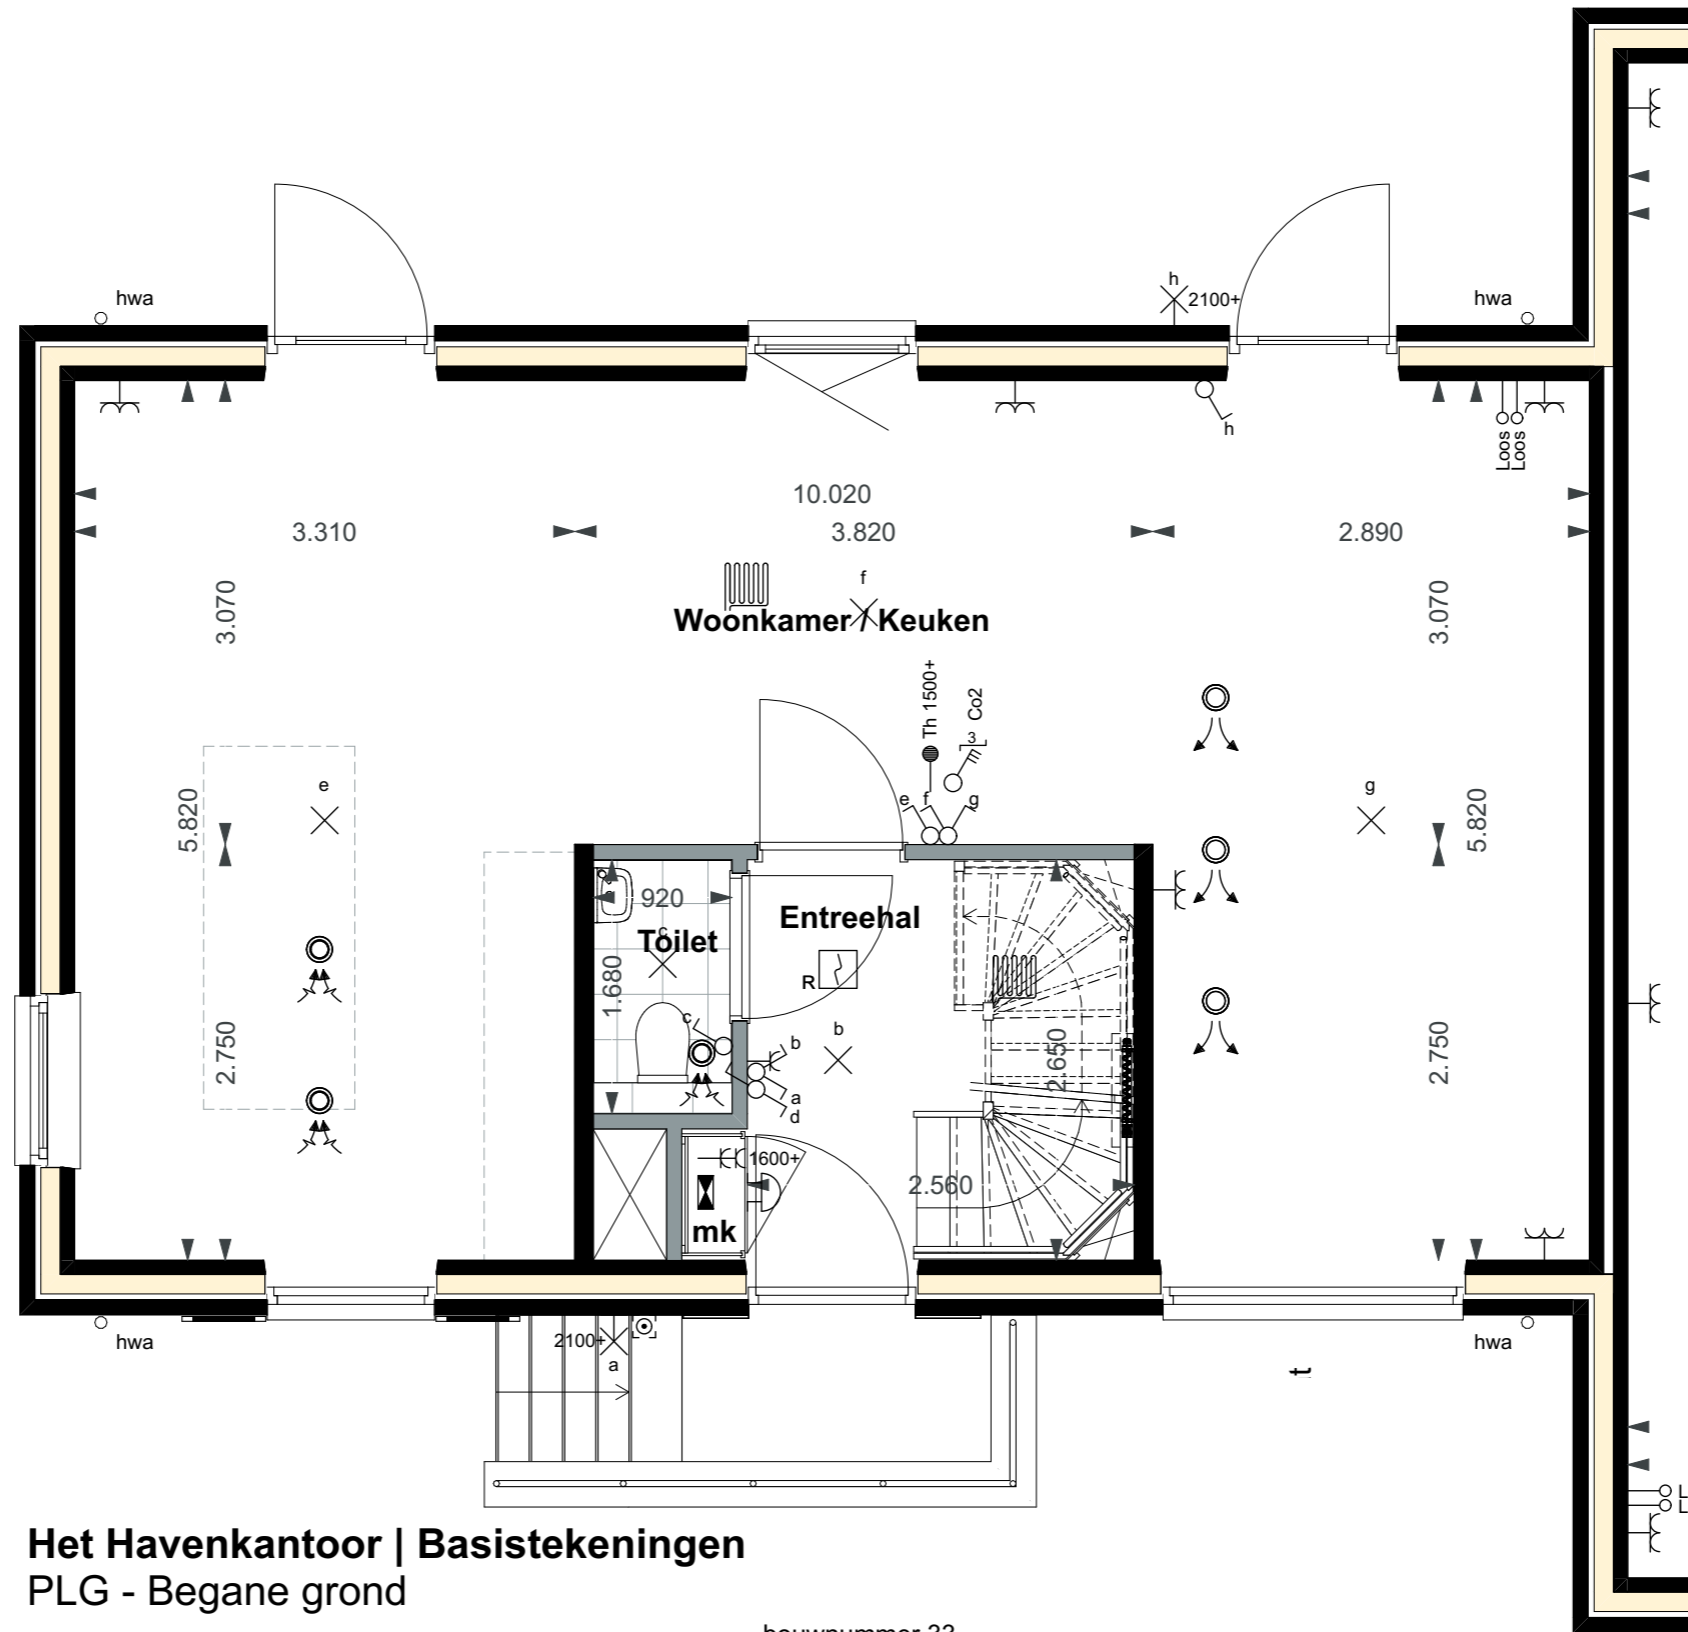 h
2100+
hwa
hwa
h
Loos
Loos
10.020
3.310
3.820
2.890
3.070
3.070
f
Woonkamer / Keuken
Th 1500+
Co2
3
e
g
e
f
g
5.820
5.820
920
c
Toilet
Entreehal
1.680
R
b
c
b
a
d
2.750
2.650
2.750
1600+
2.560
mk
hwa
2100+
a
hwa
t
L
L
Het Havenkantoor | Basistekeningen
PLG - Begane grond
bouwnummer 33